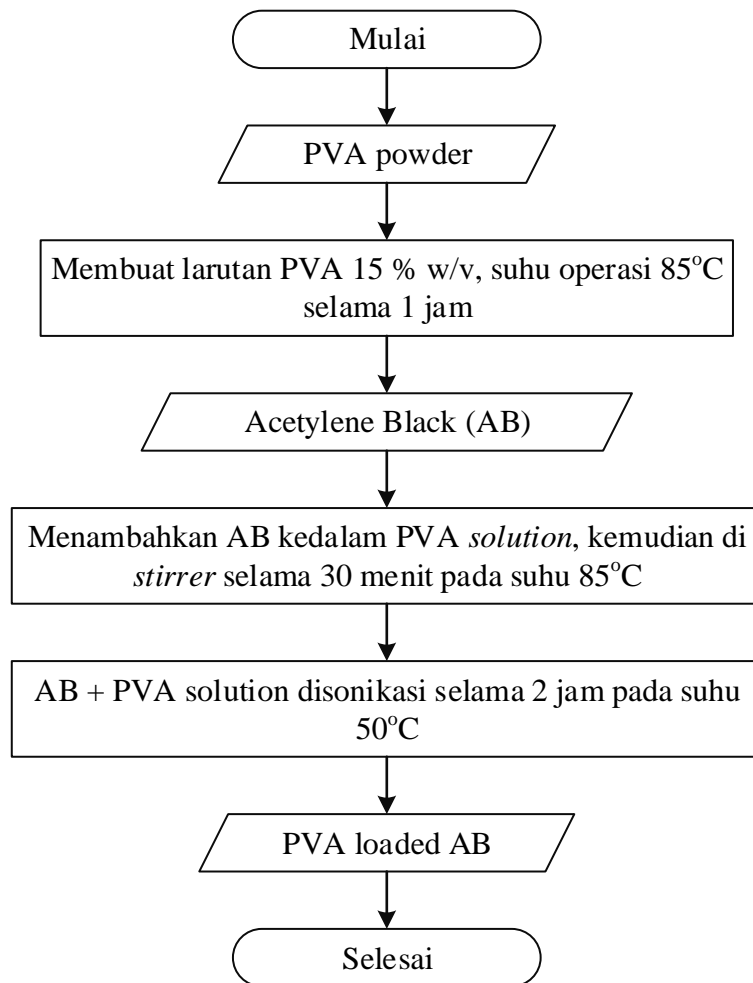 Mulai
PVA powder
Membuat larutan PVA 15 % w/v, suhu operasi 85°C
selama 1 jam
Acetylene Black (AB)
Menambahkan AB kedalam PVA solution, kemudian di
stirrer selama 30 menit pada suhu 85°C
AB + PVA solution disonikasi selama 2 jam pada suhu
50°C
PVA loaded AB
Selesai